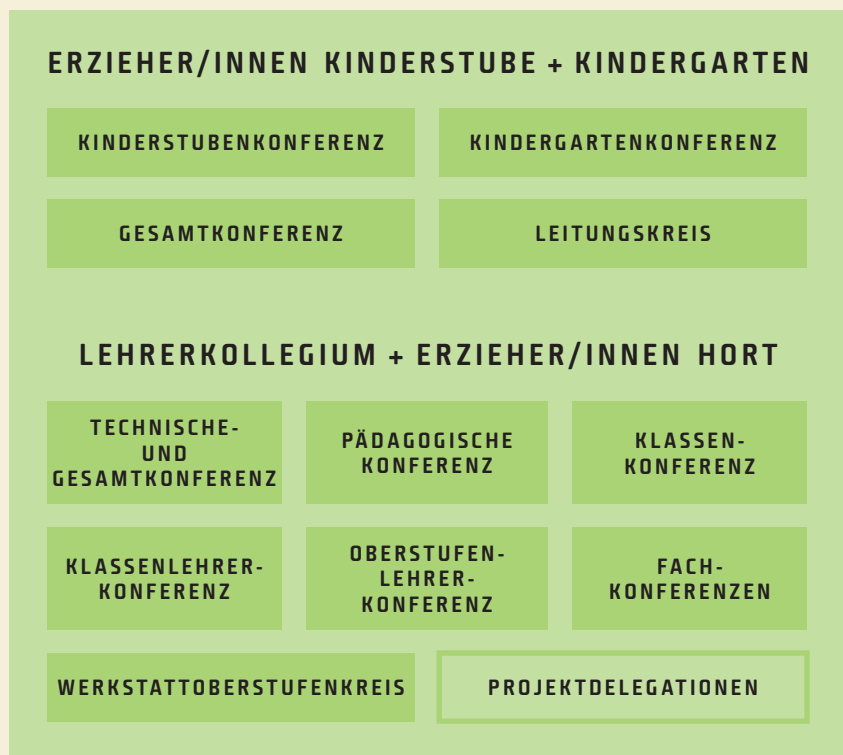 ERZIEHER/INNEN KINDERSTUBE + KINDERGARTEN
KINDERSTUBENKONFERENZ
KINDERGARTENKONFERENZ
GESAMTKONFERENZ
LEITUNGSKREIS
LEHRERKOLLEGIUM + ERZIEHER/INNEN HORT
TECHNISCHE-
UND
GESAMTKONFERENZ
PÄDAGOGISCHE
KONFERENZ
KLASSEN-
KONFERENZ
KLASSENLEHRER-
KONFERENZ
OBERSTUFEN-
LEHRER-
KONFERENZ
FACH-
KONFERENZEN
WERKSTATTOBERSTUFENKREIS
PROJEKTDELEGATIONEN